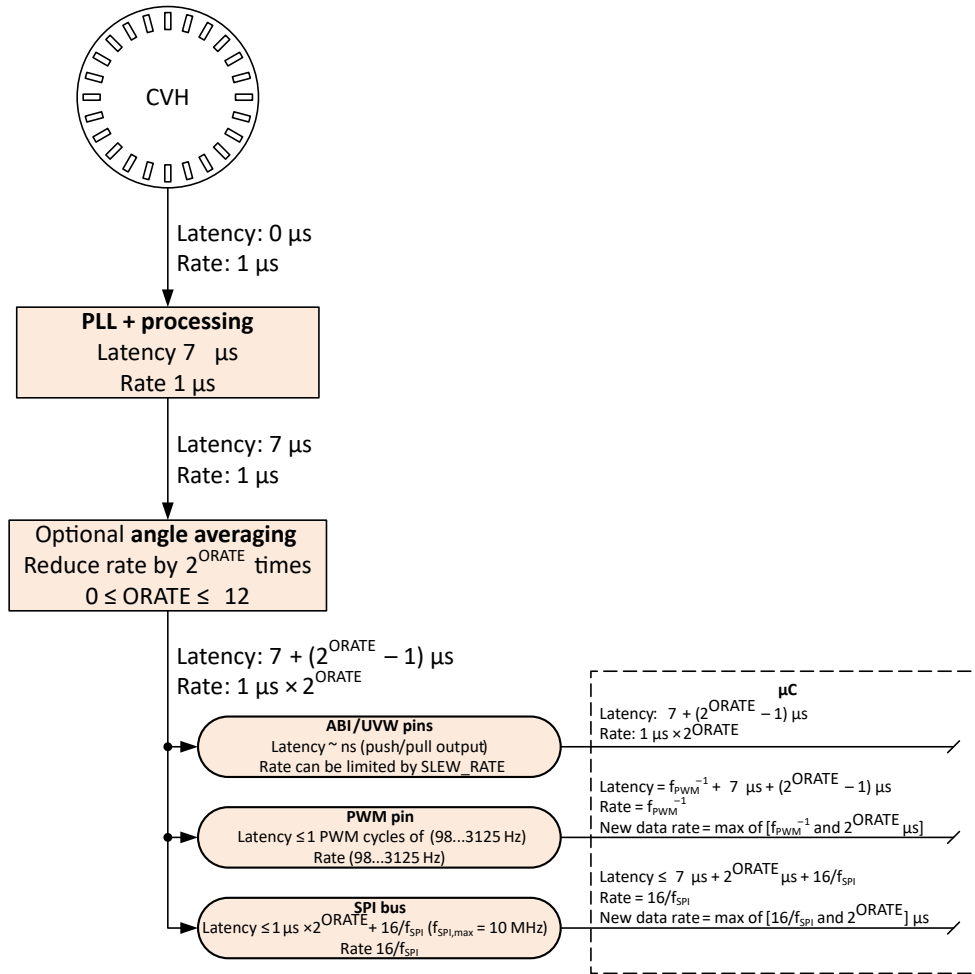 CVH
Latency: 0 µs
Rate: 1 µs
PLL + processing
Latency 7 µs
Rate 1 µs
Latency: 7 µs
Rate: 1 µs
Optional angle averaging
Reduce rate by 2^ORATE times
0 ≤ ORATE ≤ 12
Latency: 7 + (2^ORATE – 1) µs
Rate: 1 µs × 2^ORATE
ABI/UVW pins
Latency ~ ns (push/pull output)
Rate can be limited by SLEW_RATE
PWM pin
Latency ≤ 1 PWM cycles of (98...3125 Hz)
Rate (98...3125 Hz)
SPI bus
Latency ≤ 1 µs × 2^ORATE + 16/f_SPI (f_SPI,max = 10 MHz)
Rate 16/f_SPI
µC
Latency: 7 + (2^ORATE – 1) µs
Rate: 1 µs × 2^ORATE
Latency = f_PWM^–1 + 7 µs + (2^ORATE – 1) µs
Rate = f_PWM^–1
New data rate = max of [f_PWM^–1 and 2^ORATE µs]
Latency ≤ 7 µs + 2^ORATE µs + 16/f_SPI
Rate = 16/f_SPI
New data rate = max of [16/f_SPI and 2^ORATE] µs